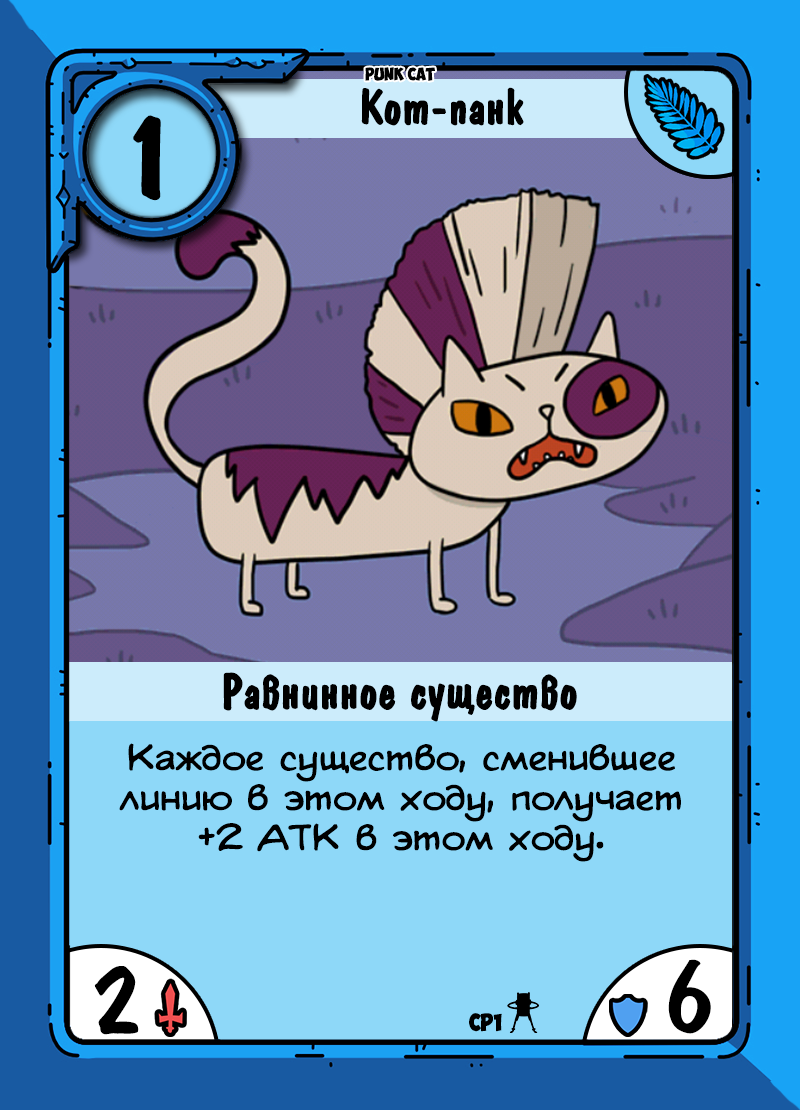 PUNK CAT
Кот-панк
1
Равнинное существо
Каждое существо, сменившее
линию в этом ходу, получает
+2 АТК в этом ходу.
2
CP1
6